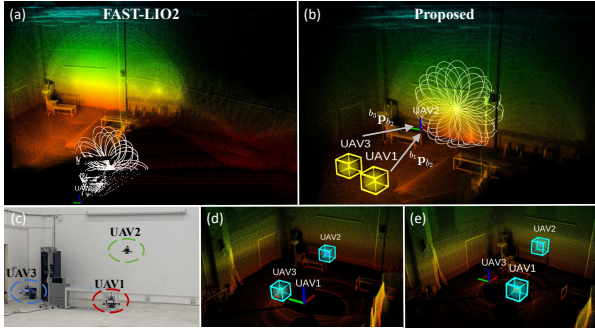 (a)
FAST-LIO2
(b)
Proposed
UAV2
b₃pb₂
UAV3
UAV1
b₁pb₂
(c)
UAV2
UAV3
UAV1
(d)
UAV2
UAV3
UAV1
(e)
UAV2
UAV3
UAV1